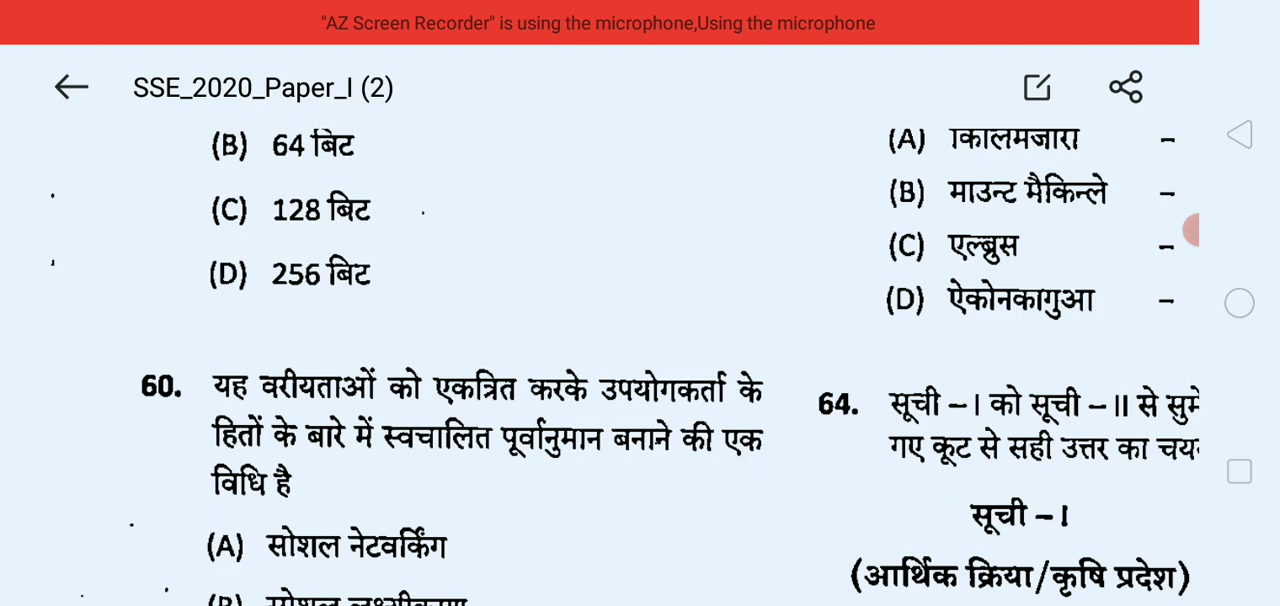 "AZ Screen Recorder" is using the microphone,Using the microphone
SSE_2020_Paper_I (2)
(B) 64 बिट
(C) 128 बिट
(D) 256 बिट
60. यह वरीयताओं को एकत्रित करके उपयोगकर्ता के
हितों के बारे में स्वचालित पूर्वानुमान बनाने की एक
विधि है
(A) सोशल नेटवर्किंग
(B) सोशल
(A) –
(B) माउन्ट मैकिन्ले –
(C) एल्ब्रुस –
(D) ऐकोनकागुआ –
64. सूची – I को सूची – II से
गए कूट से सही उत्तर का
सूची – I
(आर्थिक क्रिया/कृषि प्रदेश)